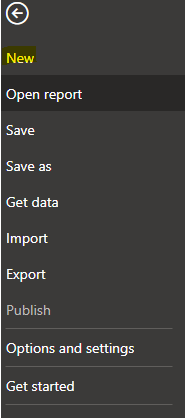 New
Open report
Save
Save as
Get data
Import
Export
Publish
Options and settings
Get started